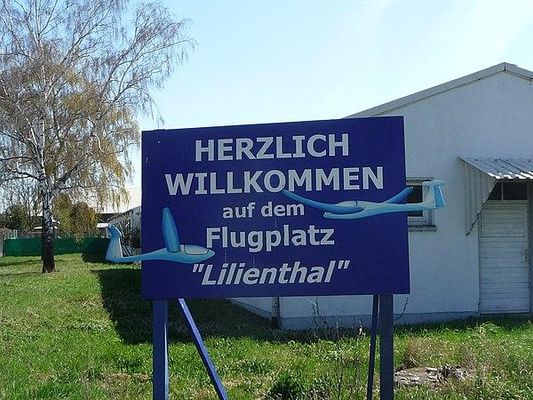 HERZLICH
WILLKOMMEN
auf dem
Flugplatz
"Lilienthal"